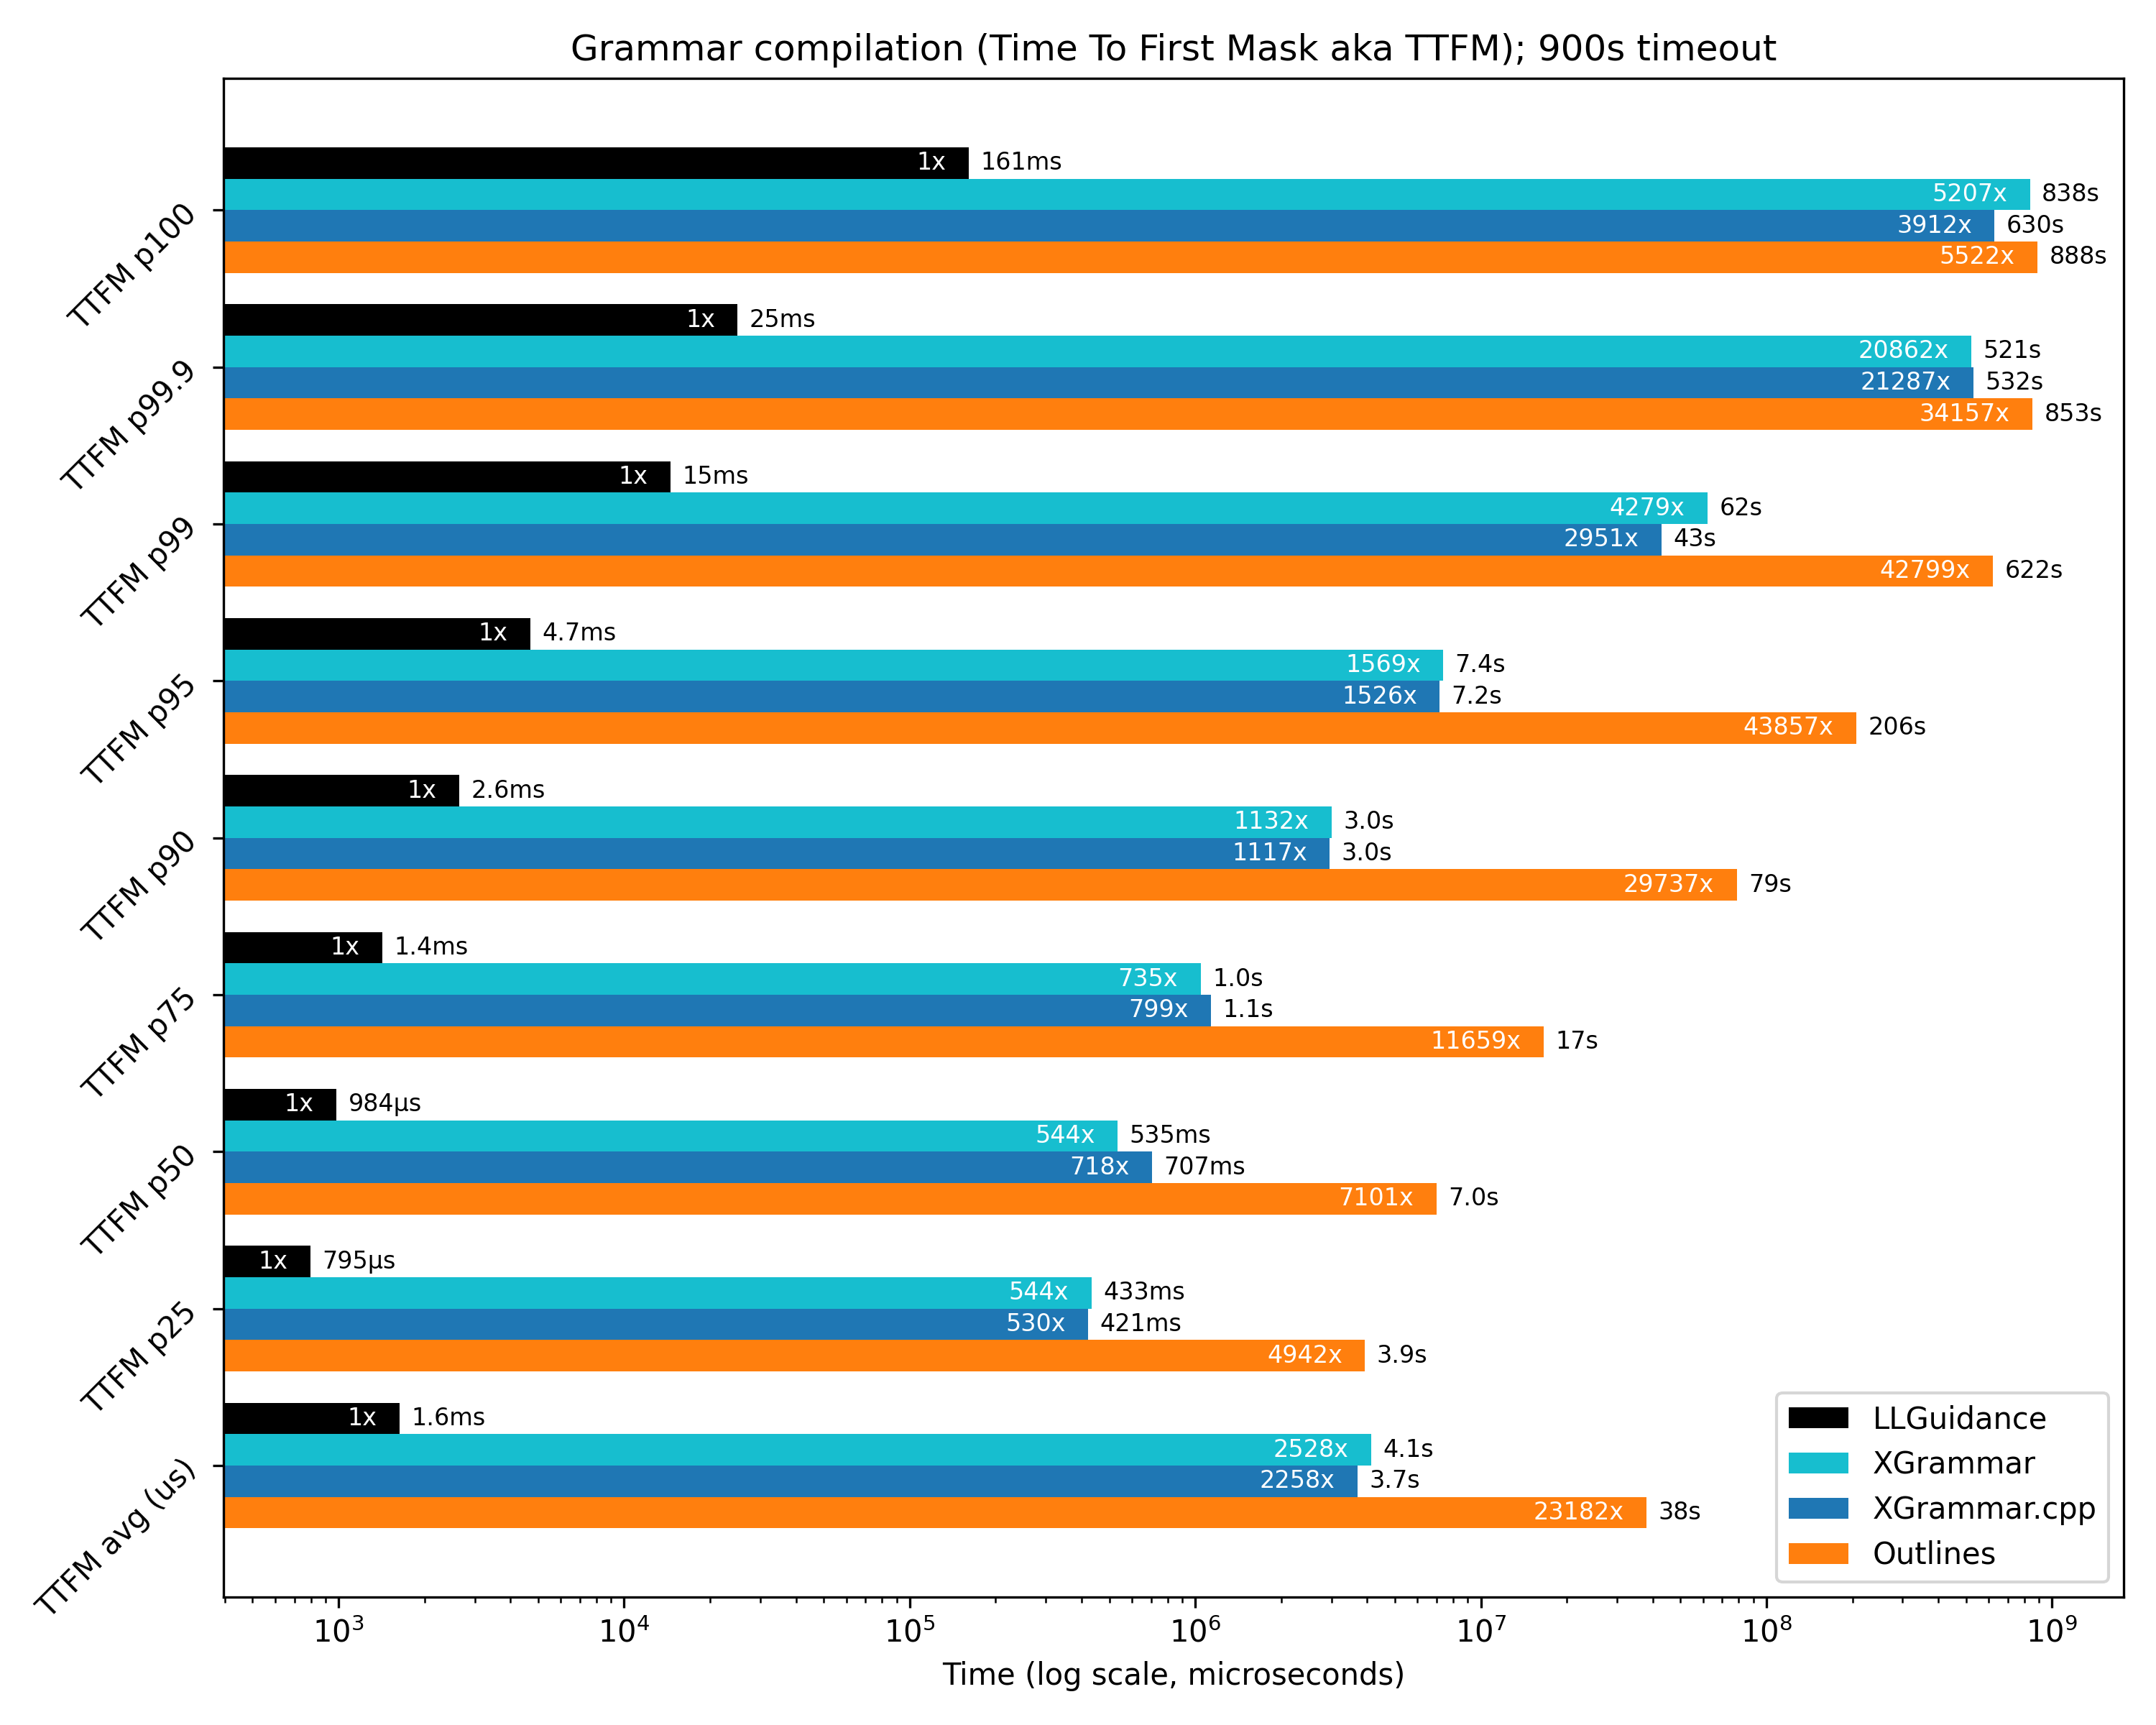 Grammar compilation (Time To First Mask aka TTFM); 900s timeout
TTFM p100
1x 161ms
5207x 838s
3912x 630s
5522x 888s
TTFM p99.9
1x 25ms
20862x 521s
21287x 532s
34157x 853s
TTFM p99
1x 15ms
4279x 62s
2951x 43s
42799x 622s
TTFM p95
1x 4.7ms
1569x 7.4s
1526x 7.2s
43857x 206s
TTFM p90
1x 2.6ms
1132x 3.0s
1117x 3.0s
29737x 79s
TTFM p75
1x 1.4ms
735x 1.0s
799x 1.1s
11659x 17s
TTFM p50
1x 984µs
544x 535ms
718x 707ms
7101x 7.0s
TTFM p25
1x 795µs
544x 433ms
530x 421ms
4942x 3.9s
TTFM avg (us)
1x 1.6ms
2528x 4.1s
2258x 3.7s
23182x 38s
LLGuidance
XGrammar
XGrammar.cpp
Outlines
10³ 10⁴ 10⁵ 10⁶ 10⁷ 10⁸ 10⁹
Time (log scale, microseconds)